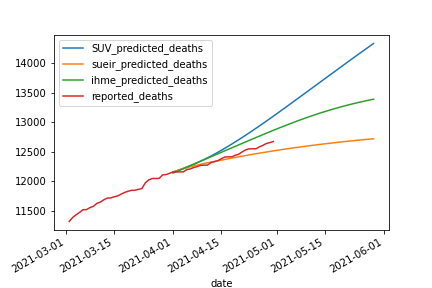 SUV_predicted_deaths
sueir_predicted_deaths
ihme_predicted_deaths
reported_deaths
14000
13500
13000
12500
12000
11500
2021-03-01
2021-03-15
2021-04-01
2021-04-15
2021-05-01
2021-05-15
2021-06-01
date